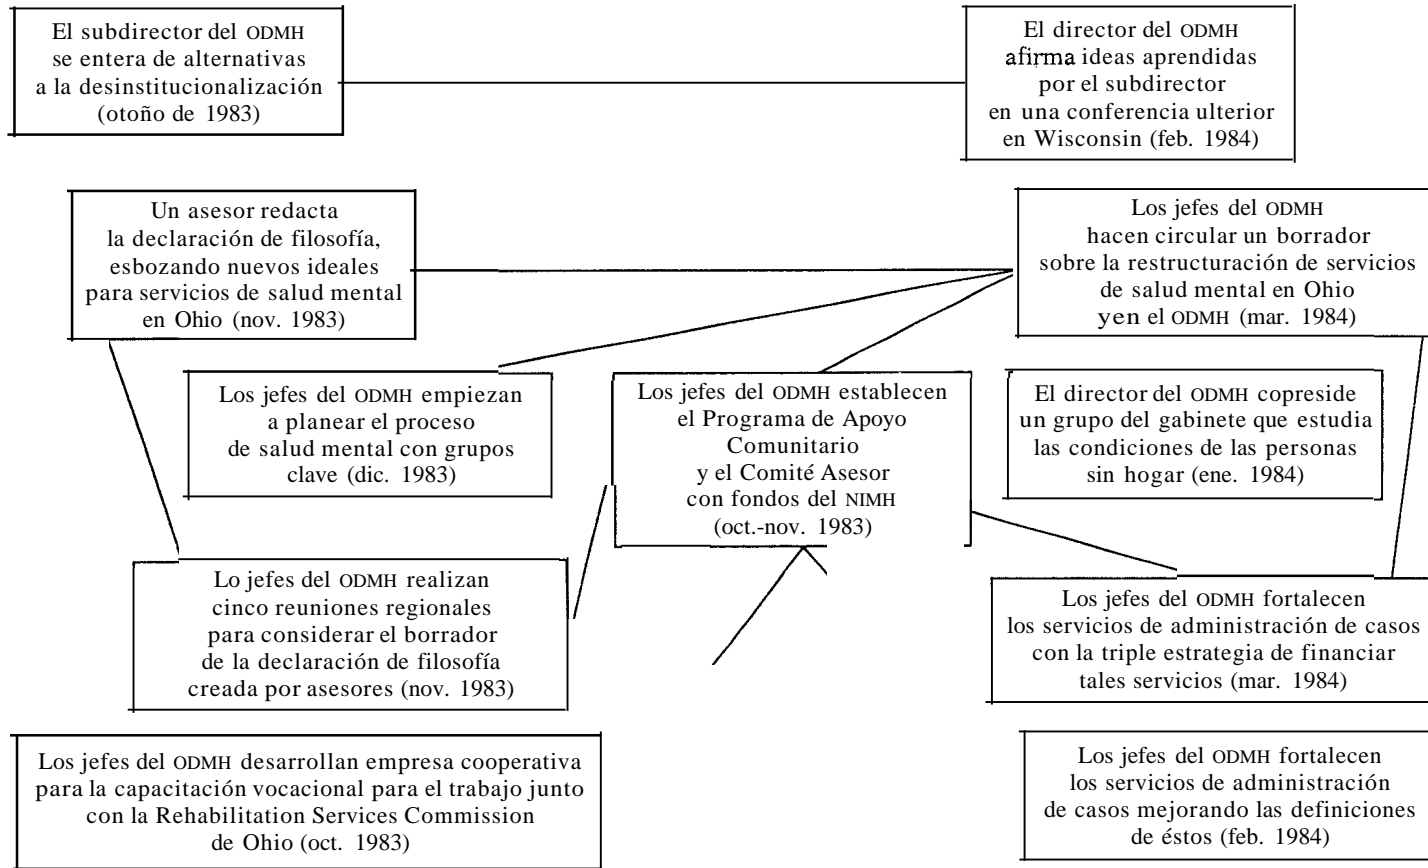 El subdirector del ODMH
se entera de alternativas
a la desinstitucionalización
(otoño de 1983)
El director del ODMH
afirma ideas aprendidas
por el subdirector
en una conferencia ulterior
en Wisconsin (feb. 1984)
Un asesor redacta
la declaración de filosofía,
esbozando nuevos ideales
para servicios de salud mental
en Ohio (nov. 1983)
Los jefes del ODMH
hacen circular un borrador
sobre la restructuración de servicios
de salud mental en Ohio
yen el ODMH (mar. 1984)
Los jefes del ODMH empiezan
a planear el proceso
de salud mental con grupos
clave (dic. 1983)
Los jefes del ODMH establecen
el Programa de Apoyo
Comunitario
y el Comité Asesor
con fondos del NIMH
(oct.-nov. 1983)
El director del ODMH copreside
un grupo del gabinete que estudia
las condiciones de las personas
sin hogar (ene. 1984)
Lo jefes del ODMH realizan
cinco reuniones regionales
para considerar el borrador
de la declaración de filosofía
creada por asesores (nov. 1983)
Los jefes del ODMH fortalecen
los servicios de administración de casos
con la triple estrategia de financiar
tales servicios (mar. 1984)
Los jefes del ODMH desarrollan empresa cooperativa
para la capacitación vocacional para el trabajo junto
con la Rehabilitation Services Commission
de Ohio (oct. 1983)
Los jefes del ODMH fortalecen
los servicios de administración
de casos mejorando las definiciones
de éstos (feb. 1984)